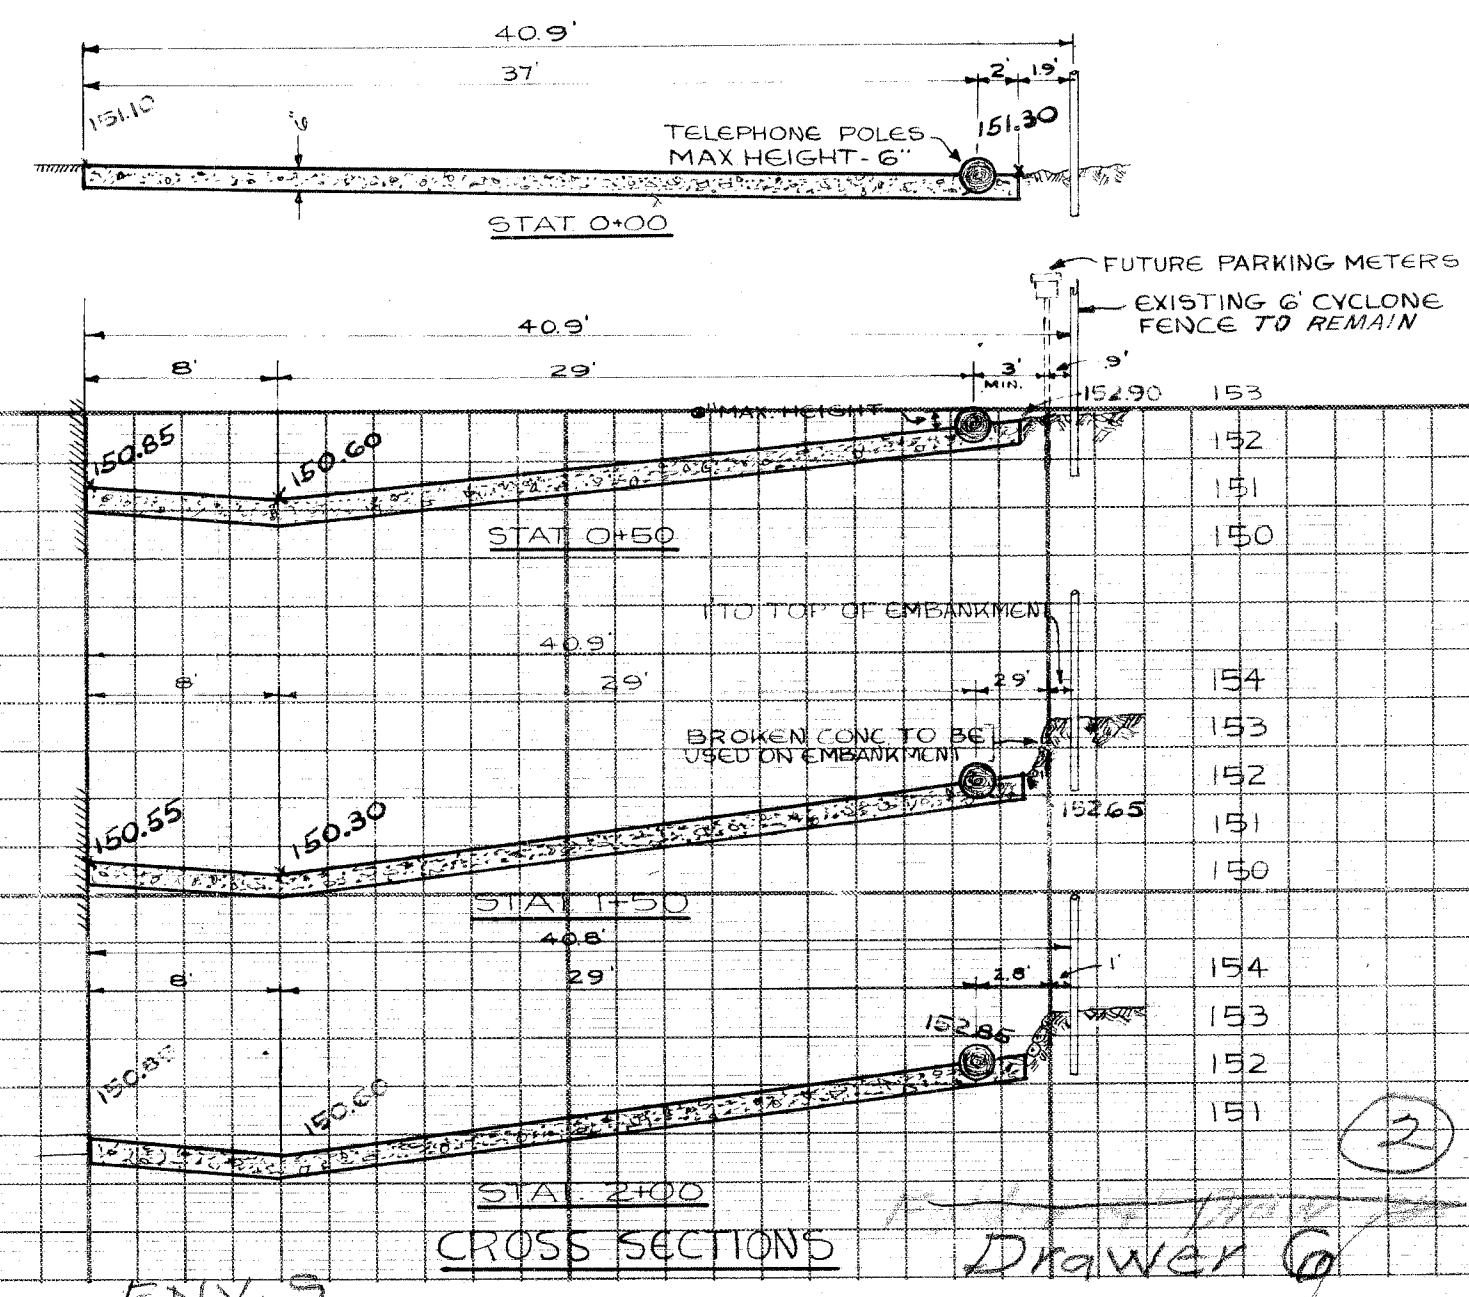 40.9'
37'
2'
1.9'
151.10
6"
TELEPHONE POLES
MAX HEIGHT-6"
151.30
STAT. 0+00
FUTURE PARKING METERS
EXISTING 6' CYCLONE
FENCE TO REMAIN
40.9'
8'
29'
3'
MIN.
.9'
6" MAX. HEIGHT
152.90
153
152
151
150
150.85
150.60
STAT. 0+50
1' TO TOP OF EMBANKMENT
40.9'
8'
29'
2.9'
154
153
152
151
150
BROKEN CONC TO BE
USED ON EMBANKMENT
150.55
150.30
152.65
STAT 1+50
40.8'
8'
29'
2.8'
1'
154
153
152
151
152.85
150.85
150.60
STAT. 2+00
2
CROSS SECTIONS
Drawer 6
ENV. 9